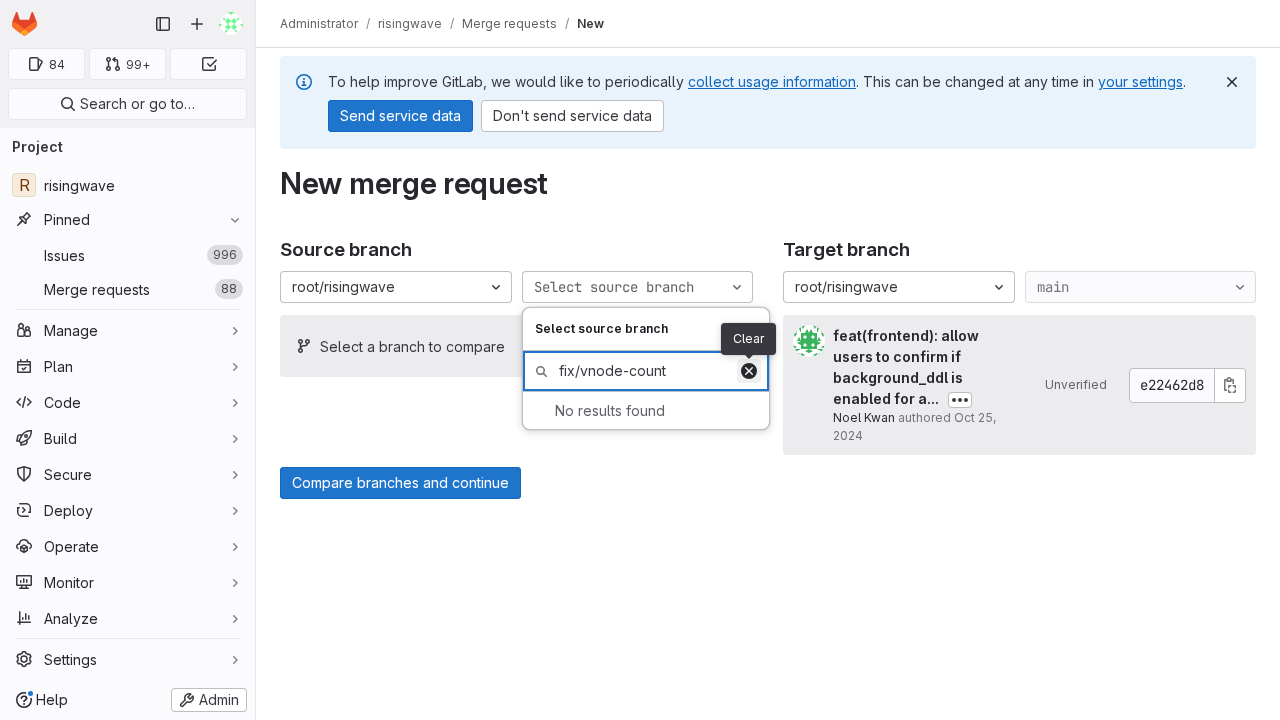 Administrator / risingwave / Merge requests / New
84
99+
Search or go to…
Project
R risingwave
Pinned
Issues 996
Merge requests 88
Manage
Plan
Code
Build
Secure
Deploy
Operate
Monitor
Analyze
Settings
Help
Admin
To help improve GitLab, we would like to periodically collect usage information. This can be changed at any time in your settings.
Send service data
Don't send service data
New merge request
Source branch
root/risingwave
Select source branch
Select a branch to compare
Select source branch
Clear
fix/vnode-count
No results found
Target branch
root/risingwave
main
feat(frontend): allow
users to confirm if
background_ddl is
enabled for a...
Noel Kwan authored Oct 25,
2024
Unverified
e22462d8
Compare branches and continue